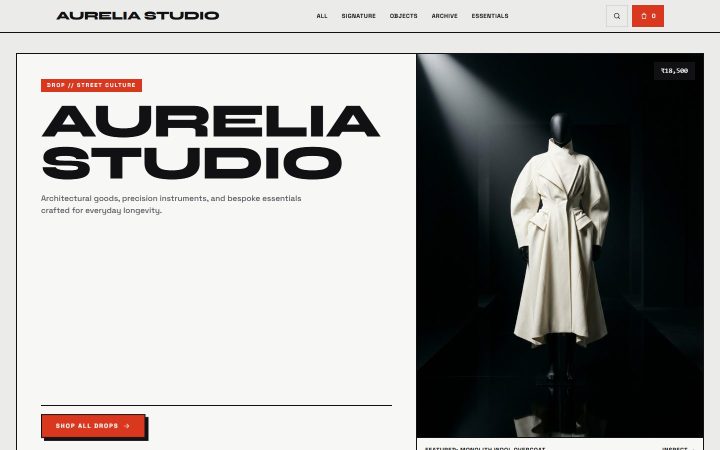 AURELIA STUDIO
ALL SIGNATURE OBJECTS ARCHIVE ESSENTIALS
0
DROP // STREET CULTURE
AURELIA
STUDIO
Architectural goods, precision instruments, and bespoke essentials
crafted for everyday longevity.
SHOP ALL DROPS →
₹18,500
FEATURED: MONOLITH WOOL OVERCOAT
INSPECT